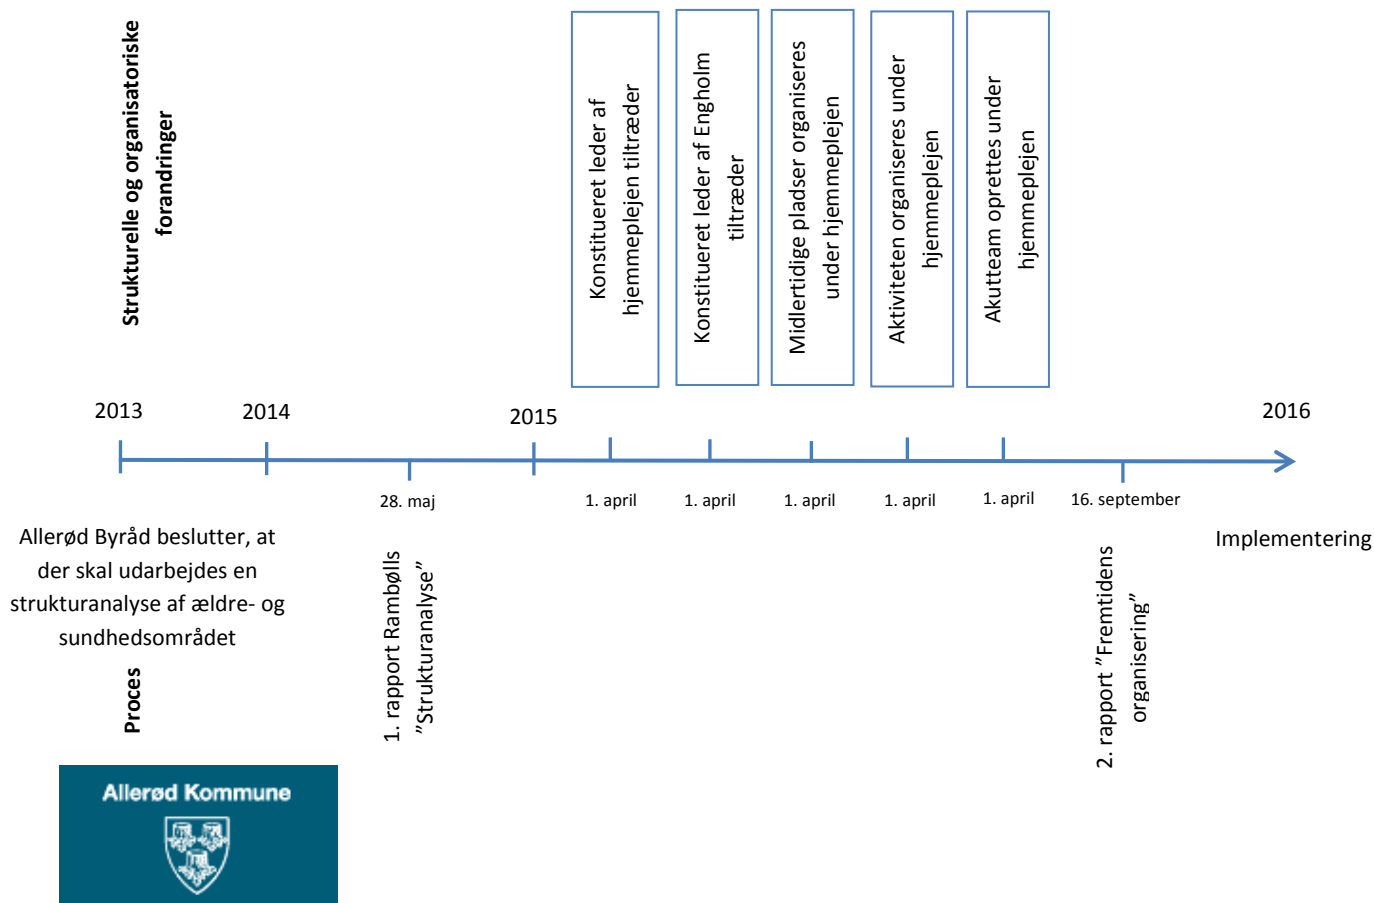 Strukturelle og organisatoriske
forandringer
Konstitueret leder af
hjemmeplejen tiltræder
Konstitueret leder af Engholm
tiltræder
Midlertidige pladser organiseres
under hjemmeplejen
Aktiviteten organiseres under
hjemmeplejen
Akutteam oprettes under
hjemmeplejen
2013
2014
2015
2016
28. maj
1. april
1. april
1. april
1. april
1. april
16. september
Allerød Byråd beslutter, at
der skal udarbejdes en
strukturanalyse af ældre- og
sundhedsområdet
Implementering
Proces
1. rapport Rambølls
”Strukturanalyse”
2. rapport ”Fremtidens
organisering”
Allerød Kommune